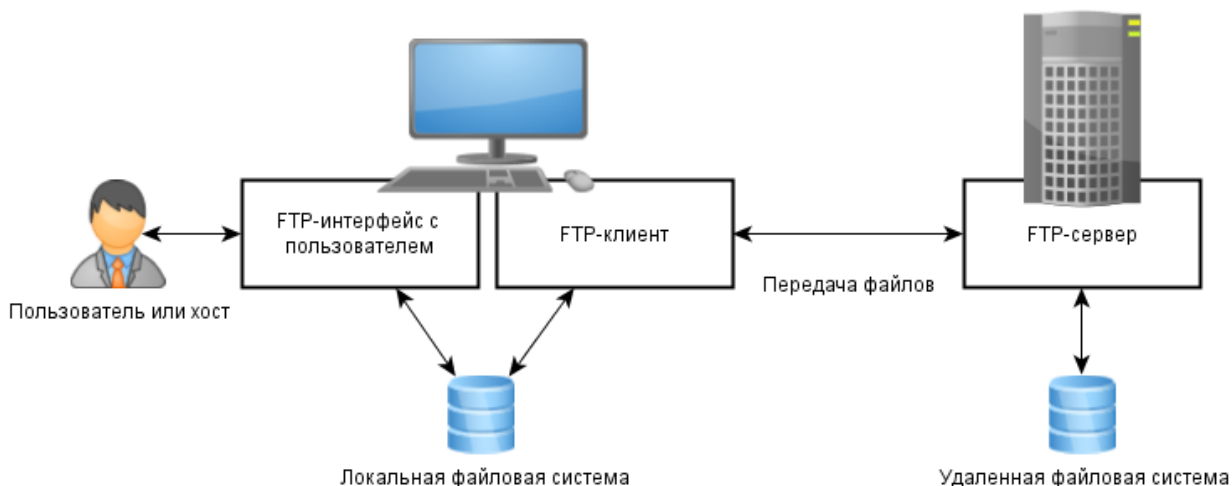 FTP-интерфейс с
пользователем
FTP-клиент
FTP-сервер
Передача файлов
Пользователь или хост
Локальная файловая система
Удаленная файловая система